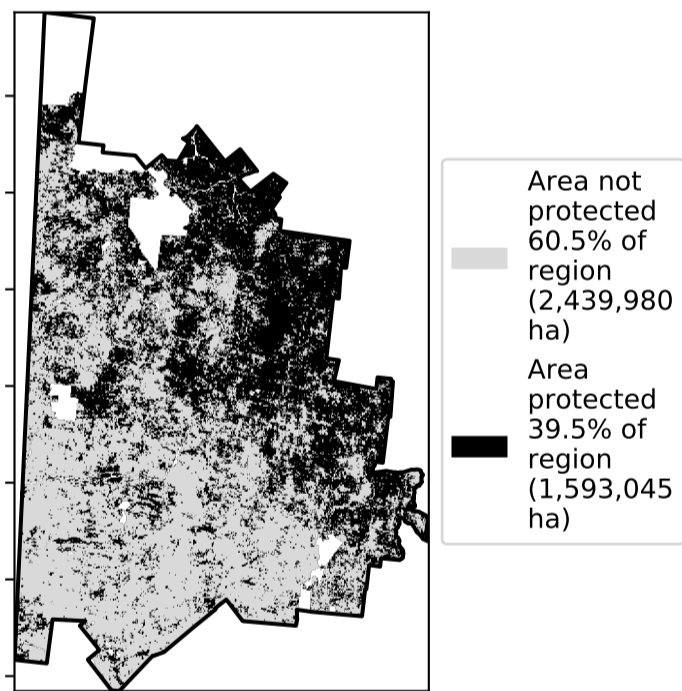 Area not
protected
60.5% of
region
(2,439,980
ha)
Area
protected
39.5% of
region
(1,593,045
ha)